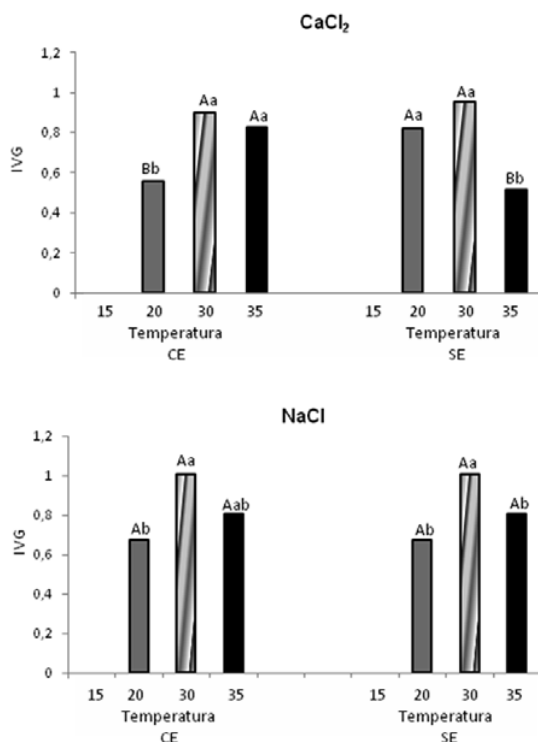 CaCl₂
1,2
1
0,8
0,6
0,4
0,2
0
IVG
Bb
Aa
Aa
Aa
Aa
Bb
15 20 30 35 15 20 30 35
Temperatura Temperatura
CE SE
NaCl
1,2
1
0,8
0,6
0,4
0,2
0
IVG
Ab
Aa
Aab
Ab
Aa
Ab
15 20 30 35 15 20 30 35
Temperatura Temperatura
CE SE